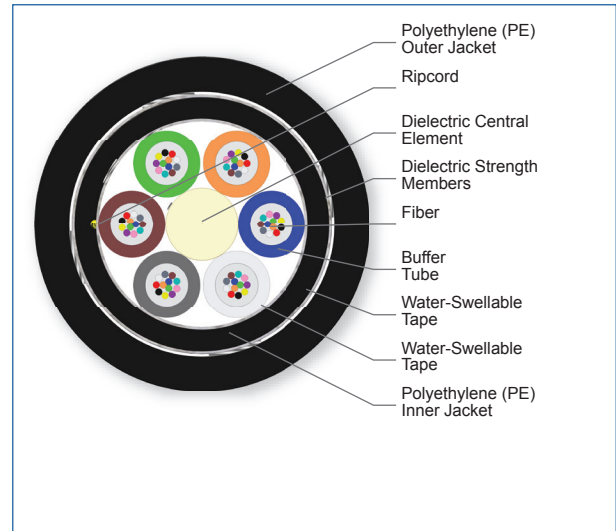 Polyethylene (PE)
Outer Jacket
Ripcord
Dielectric Central
Element
Dielectric Strength
Members
Fiber
Buffer
Tube
Water-Swellable
Tape
Water-Swellable
Tape
Polyethylene (PE)
Inner Jacket